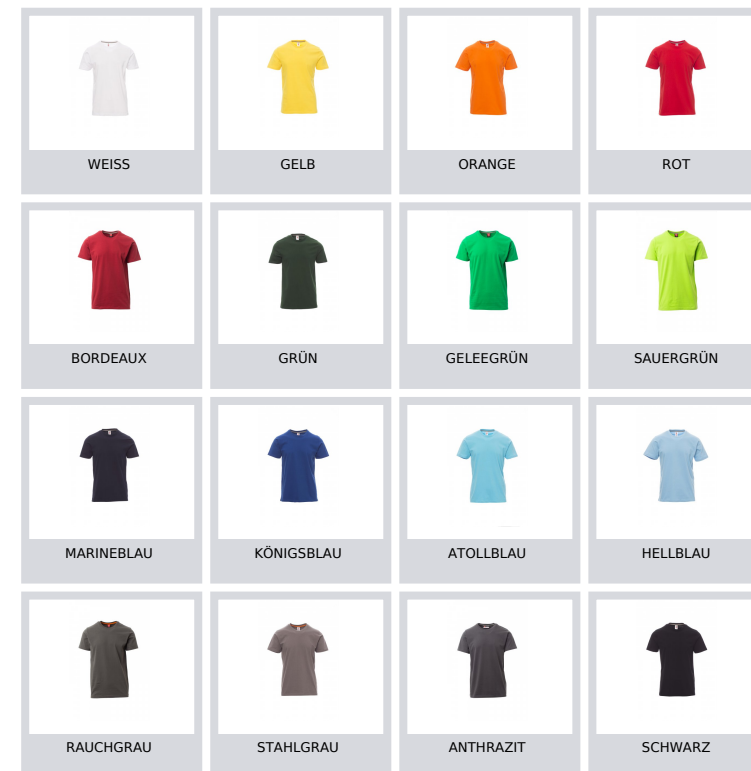 WEISS
GELB
ORANGE
ROT
BORDEAUX
GRÜN
GELEEGRÜN
SAUERGRÜN
MARINEBLAU
KÖNIGSBLAU
ATOLLBLAU
HELLBLAU
RAUCHGRAU
STAHLGRAU
ANTHRAZIT
SCHWARZ